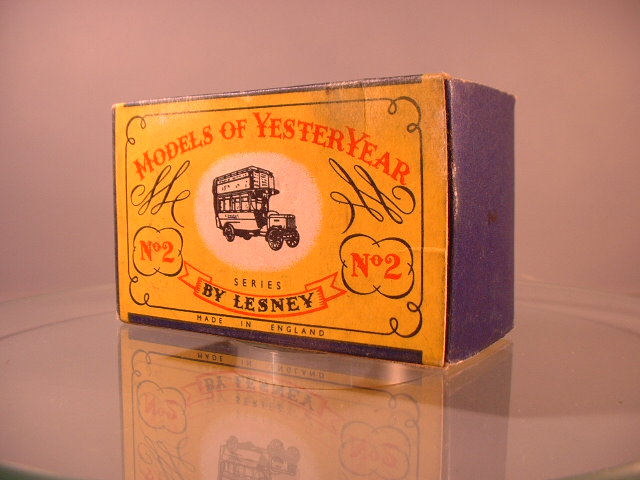 MODELS OF YESTERYEAR
No2
No2
SERIES
BY LESNEY
MADE IN ENGLAND